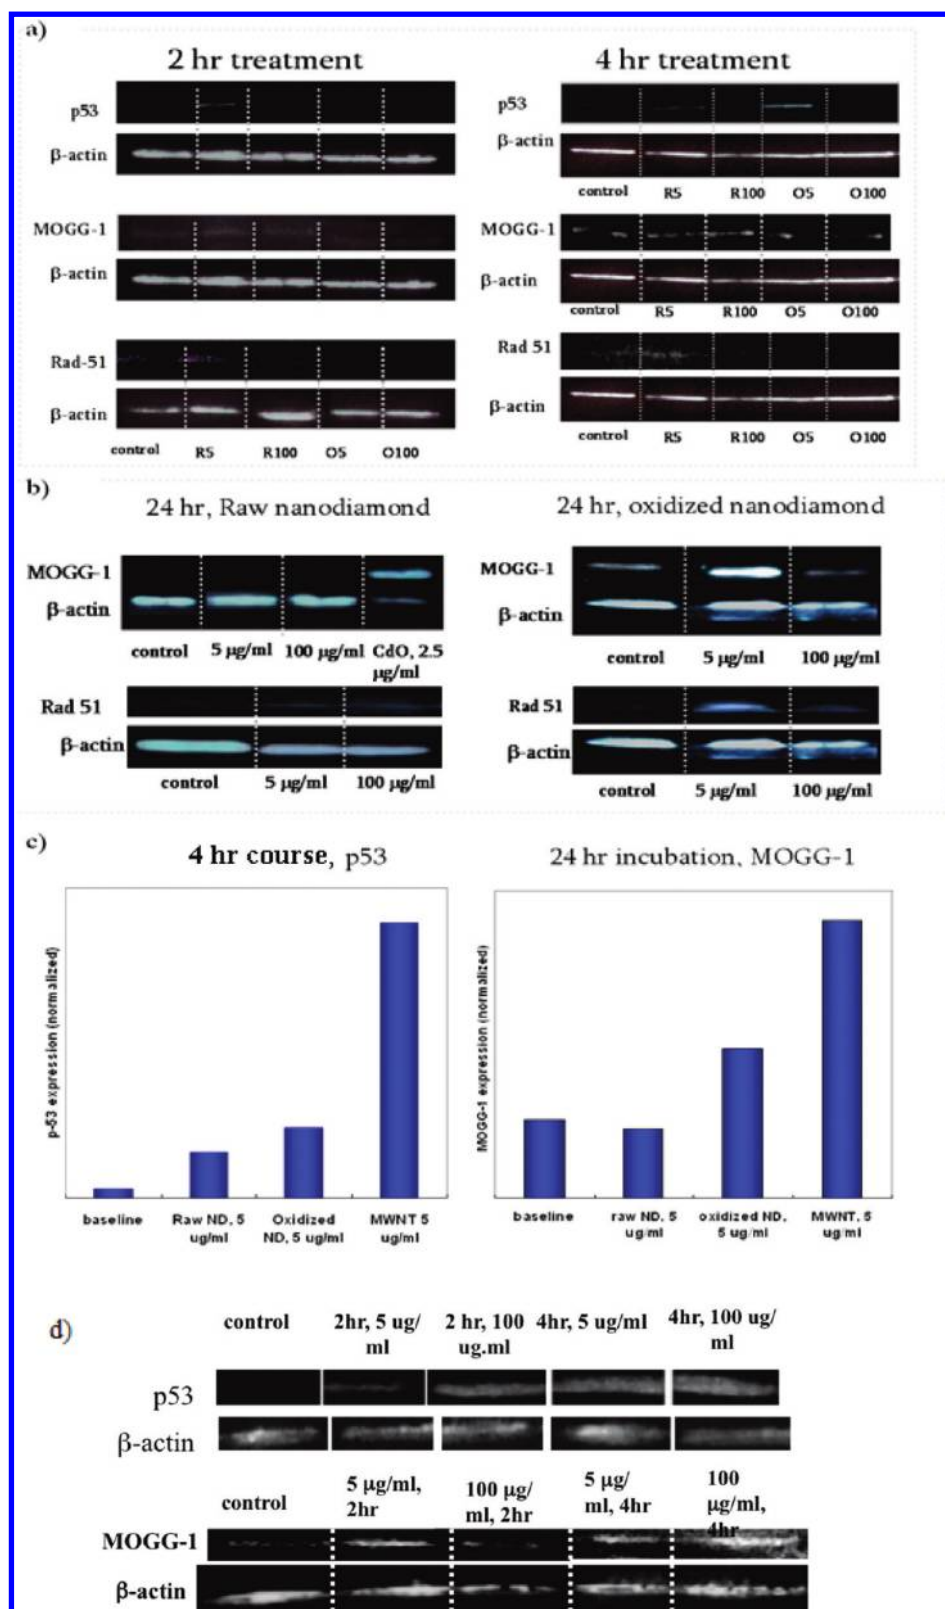 a)
2 hr treatment
p53
β-actin
MOGG-1
β-actin
Rad-51
β-actin
control R5 R100 O5 O100
4 hr treatment
p53
β-actin
control R5 R100 O5 O100
MOGG-1
β-actin
control R5 R100 O5 O100
Rad 51
β-actin
control R5 R100 O5 O100
b)
24 hr, Raw nanodiamond
MOGG-1
β-actin
control 5 μg/ml 100 μg/ml CdO, 2.5
μg/ml
Rad 51
β-actin
control 5 μg/ml 100 μg/ml
24 hr, oxidized nanodiamond
MOGG-1
β-actin
control 5 μg/ml 100 μg/ml
Rad 51
β-actin
control 5 μg/ml 100 μg/ml
c)
4 hr course, p53
p-53 expression (normalized)
baseline Raw ND, 5 Oxidized MWNT 5
ug/ml ND, 5 ug/ml ug/ml
24 hr incubation, MOGG-1
MOGG-1 expression (normalized)
baseline raw ND, 5 oxidized ND, MWNT, 5
ug/ml 5 ug/ml ug/ml
d)
control 2hr, 5 ug/ 2 hr, 100 4hr, 5 ug/ml 4hr, 100 ug/
ml ug.ml ml
p53
β-actin
control 5 μg/ml, 100 μg/ 5 μg/ 100
2hr ml, 2hr ml, 4hr μg/ml,
4hr
MOGG-1
β-actin